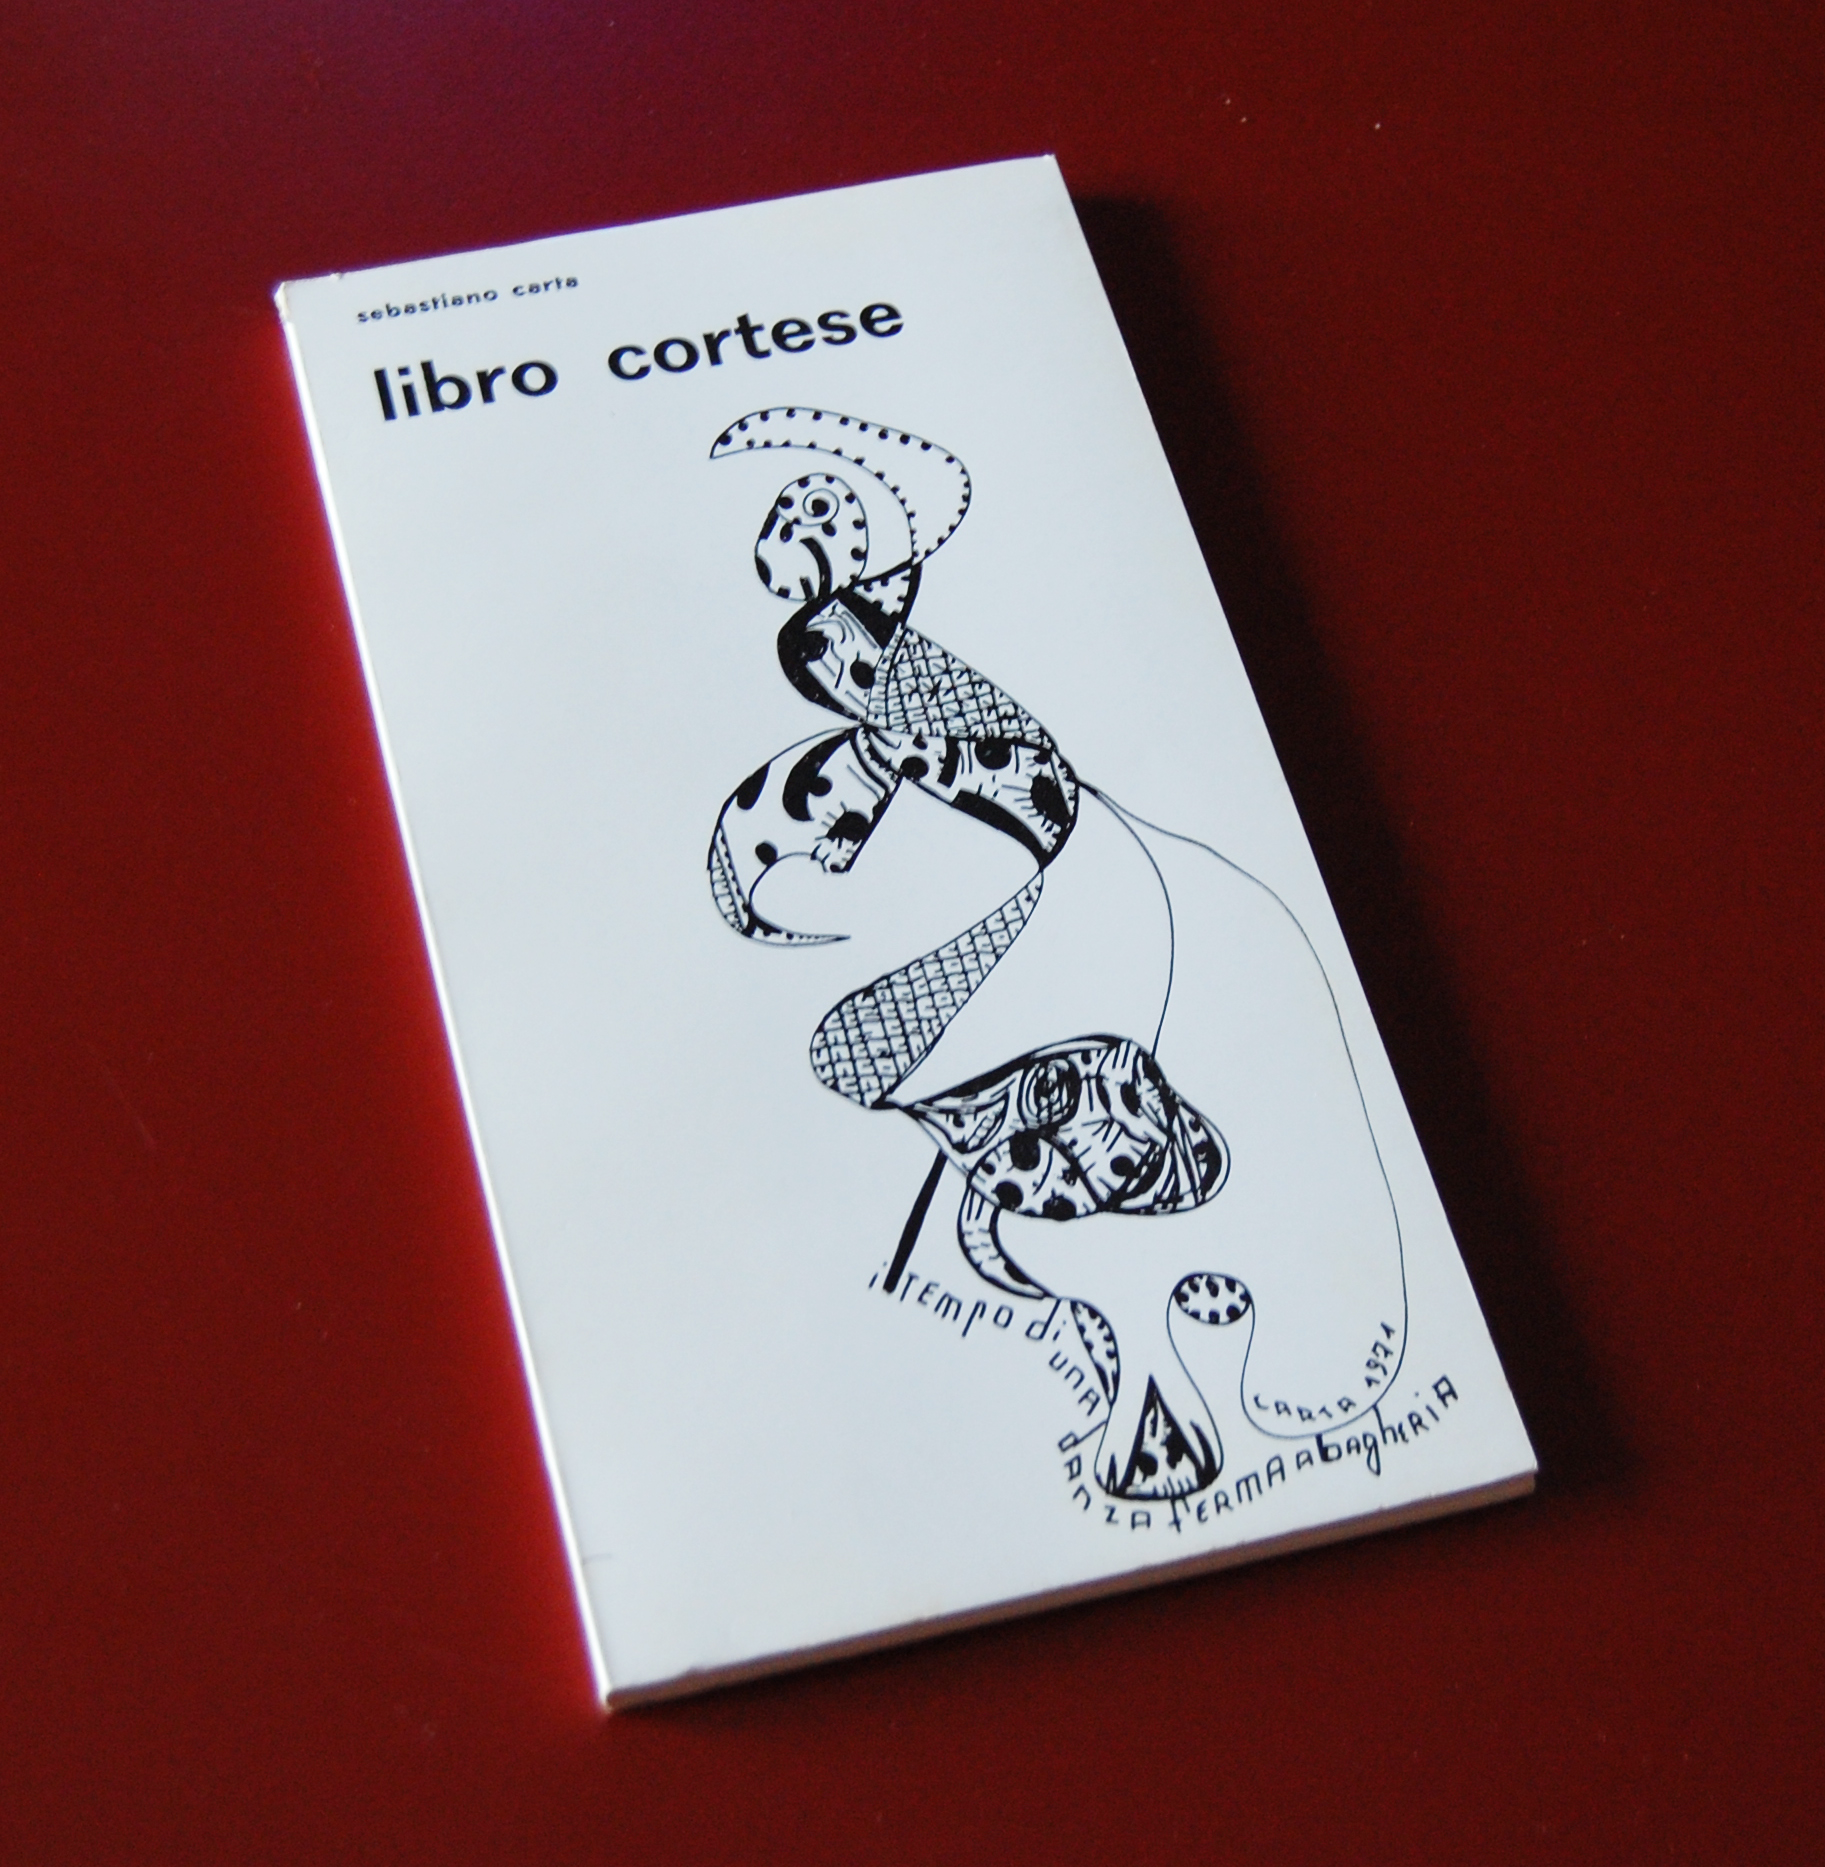 sebastiano carta
libro cortese
il TEMPO di UNA dANZA fERMA A bAghERiA
CARTA 1971